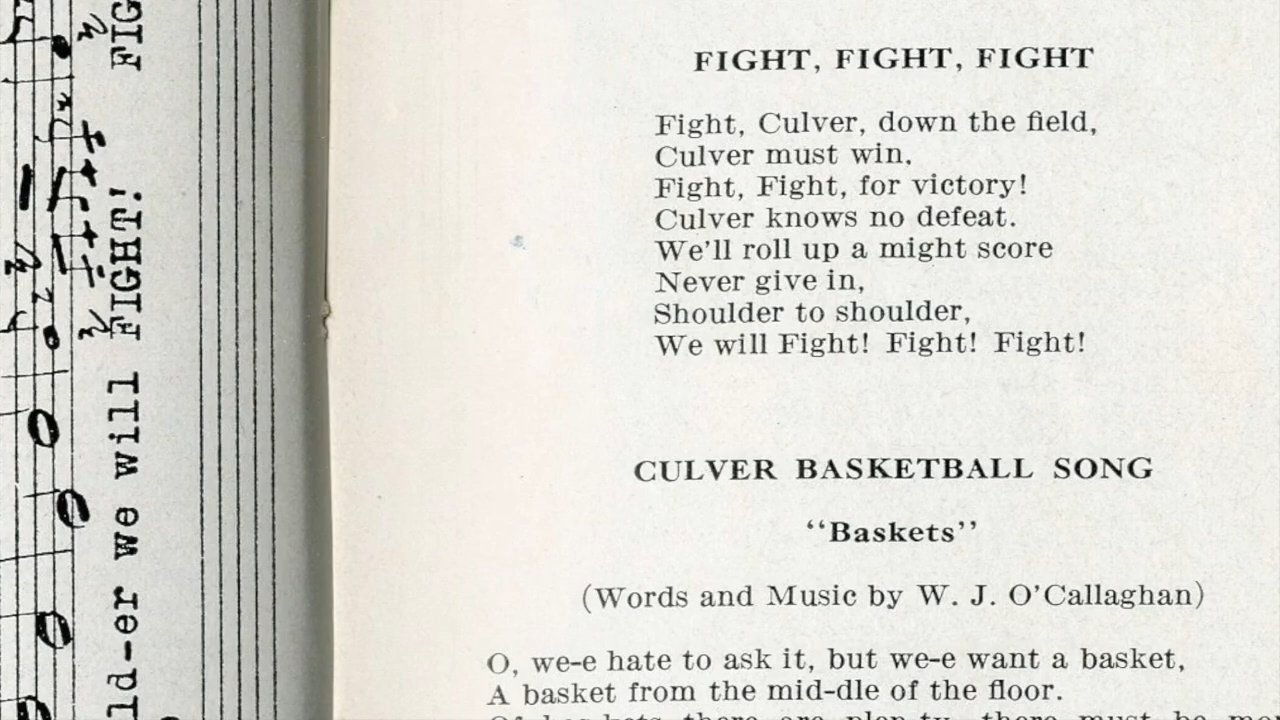 FIG
FIGHT!
ld-er we will
FIGHT, FIGHT, FIGHT
Fight, Culver, down the field,
Culver must win.
Fight, Fight, for victory!
Culver knows no defeat.
We'll roll up a might score
Never give in,
Shoulder to shoulder,
We will Fight! Fight! Fight!
CULVER BASKETBALL SONG
“Baskets”
(Words and Music by W. J. O'Callaghan)
O, we-e hate to ask it, but we-e want a basket,
A basket from the mid-dle of the floor.